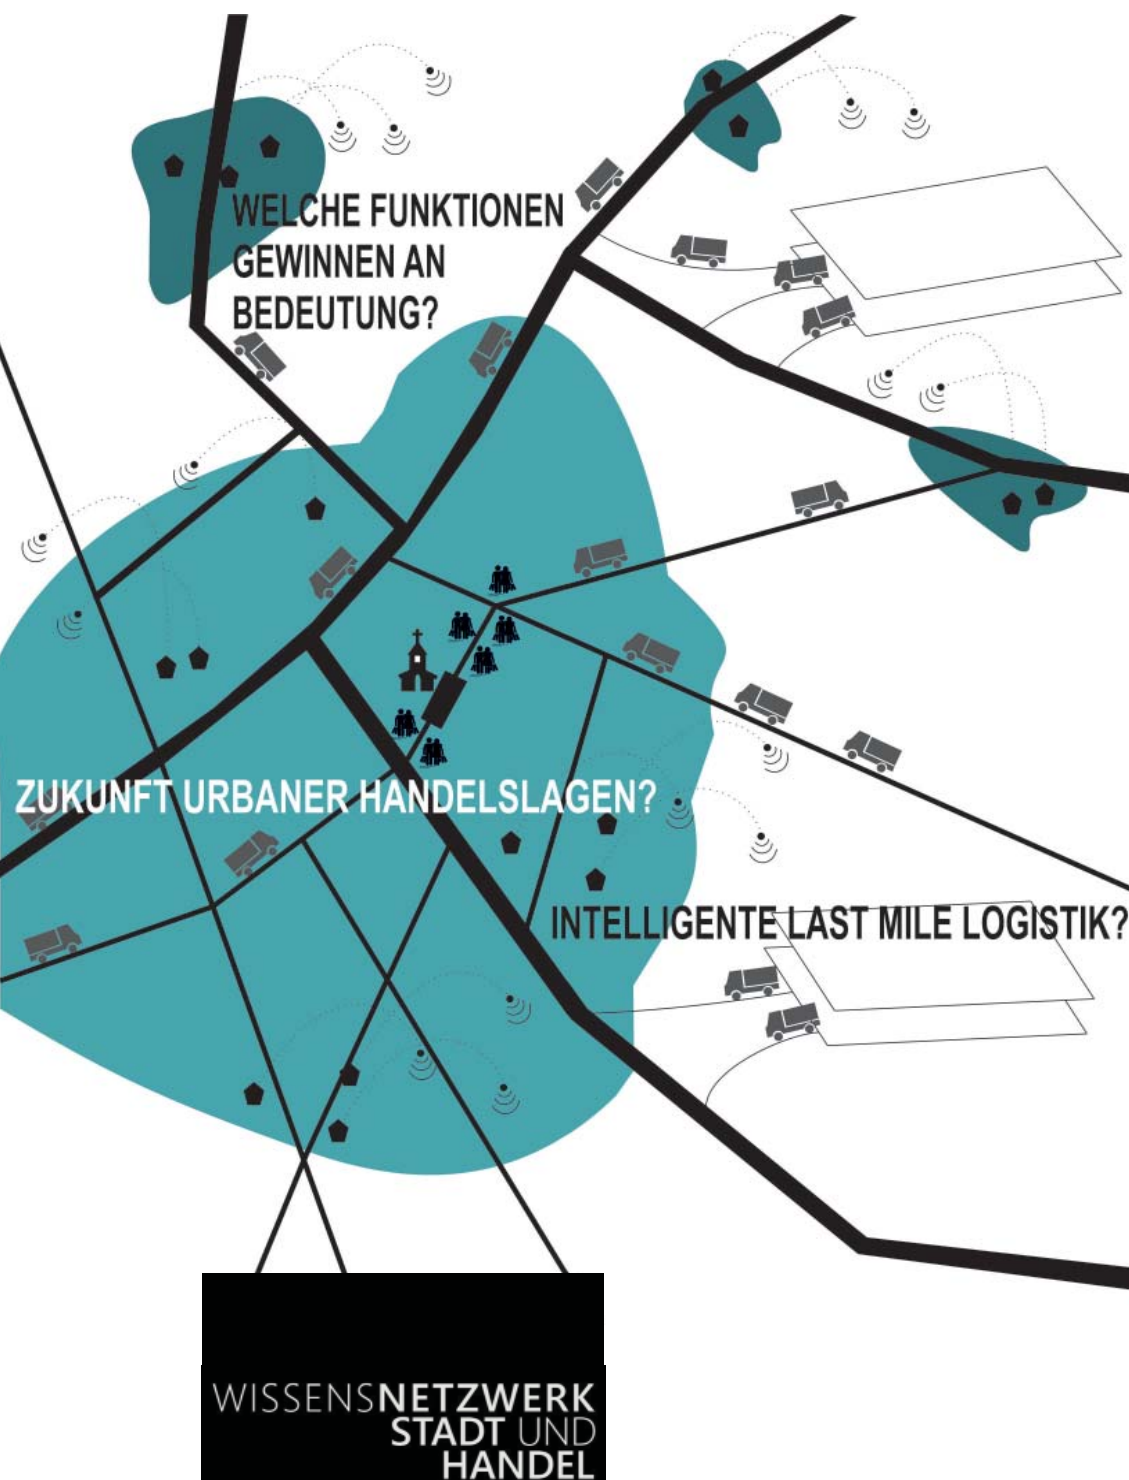 WELCHE FUNKTIONEN
GEWINNEN AN
BEDEUTUNG?
ZUKUNFT URBANER HANDELSLAGEN?
INTELLIGENTE LAST MILE LOGISTIK?
WISSENSNETZWERK
STADT UND
HANDEL